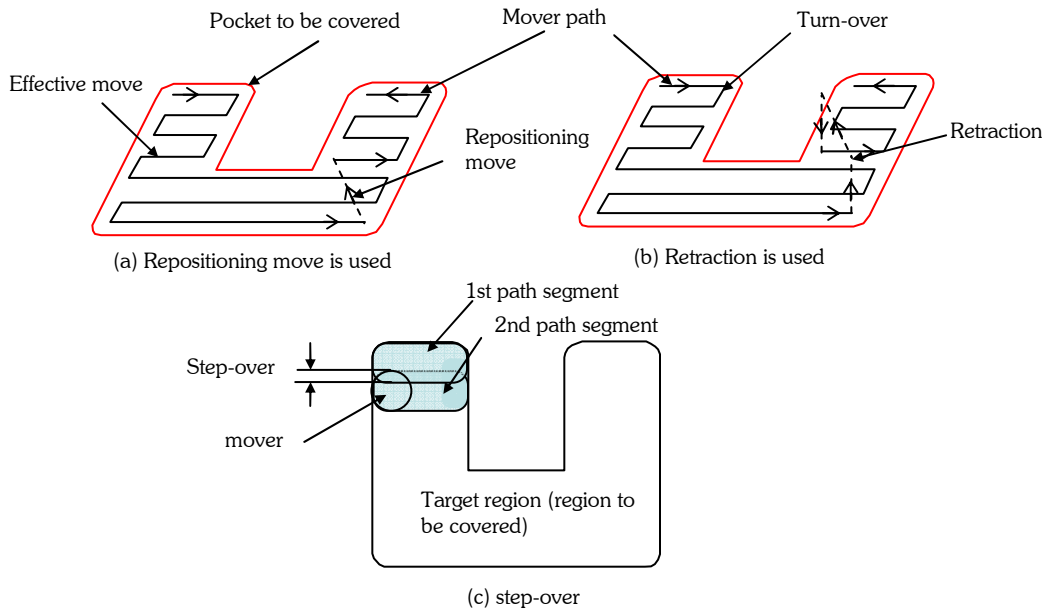 Pocket to be covered
Mover path
Turn-over
Effective move
Repositioning
move
Retraction
(a) Repositioning move is used
(b) Retraction is used
1st path segment
2nd path segment
Step-over
mover
Target region (region to
be covered)
(c) step-over